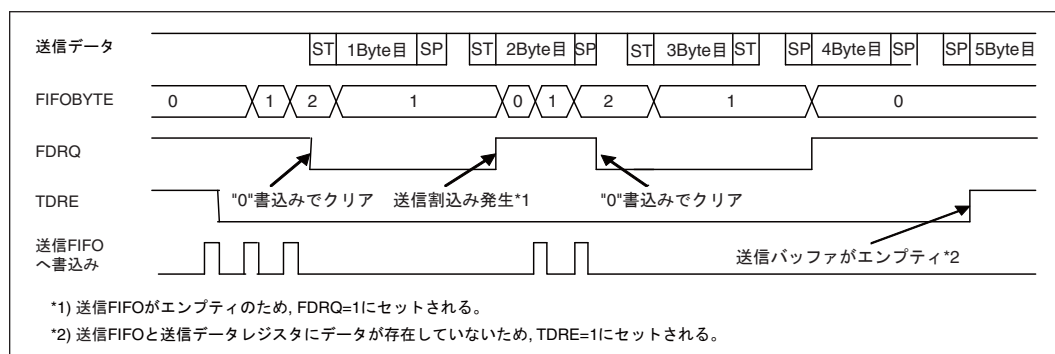 送信データ ST 1Byte目 SP ST 2Byte目 SP ST 3Byte目 ST SP 4Byte目 SP SP 5Byte目
FIFOBYTE 0 1 2 1 0 1 2 1 0
FDRQ
"0"書込みでクリア 送信割込み発生*1 "0"書込みでクリア
TDRE
送信バッファがエンプティ*2
送信FIFO
へ書込み
*1) 送信FIFOがエンプティのため, FDRQ=1にセットされる。
*2) 送信FIFOと送信データレジスタにデータが存在していないため, TDRE=1にセットされる。